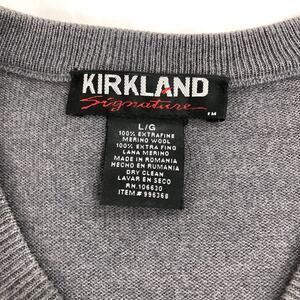 KIRKLAND
Signature
TM
L/G
100% EXTRAFINE
MERINO WOOL
100% EXTRA FINO
LANA MERINO
MADE IN ROMANIA
HECHO EN RUMANIA
DRY CLEAN
LAVAR EN SECO
RN.106630
ITEM# 996368